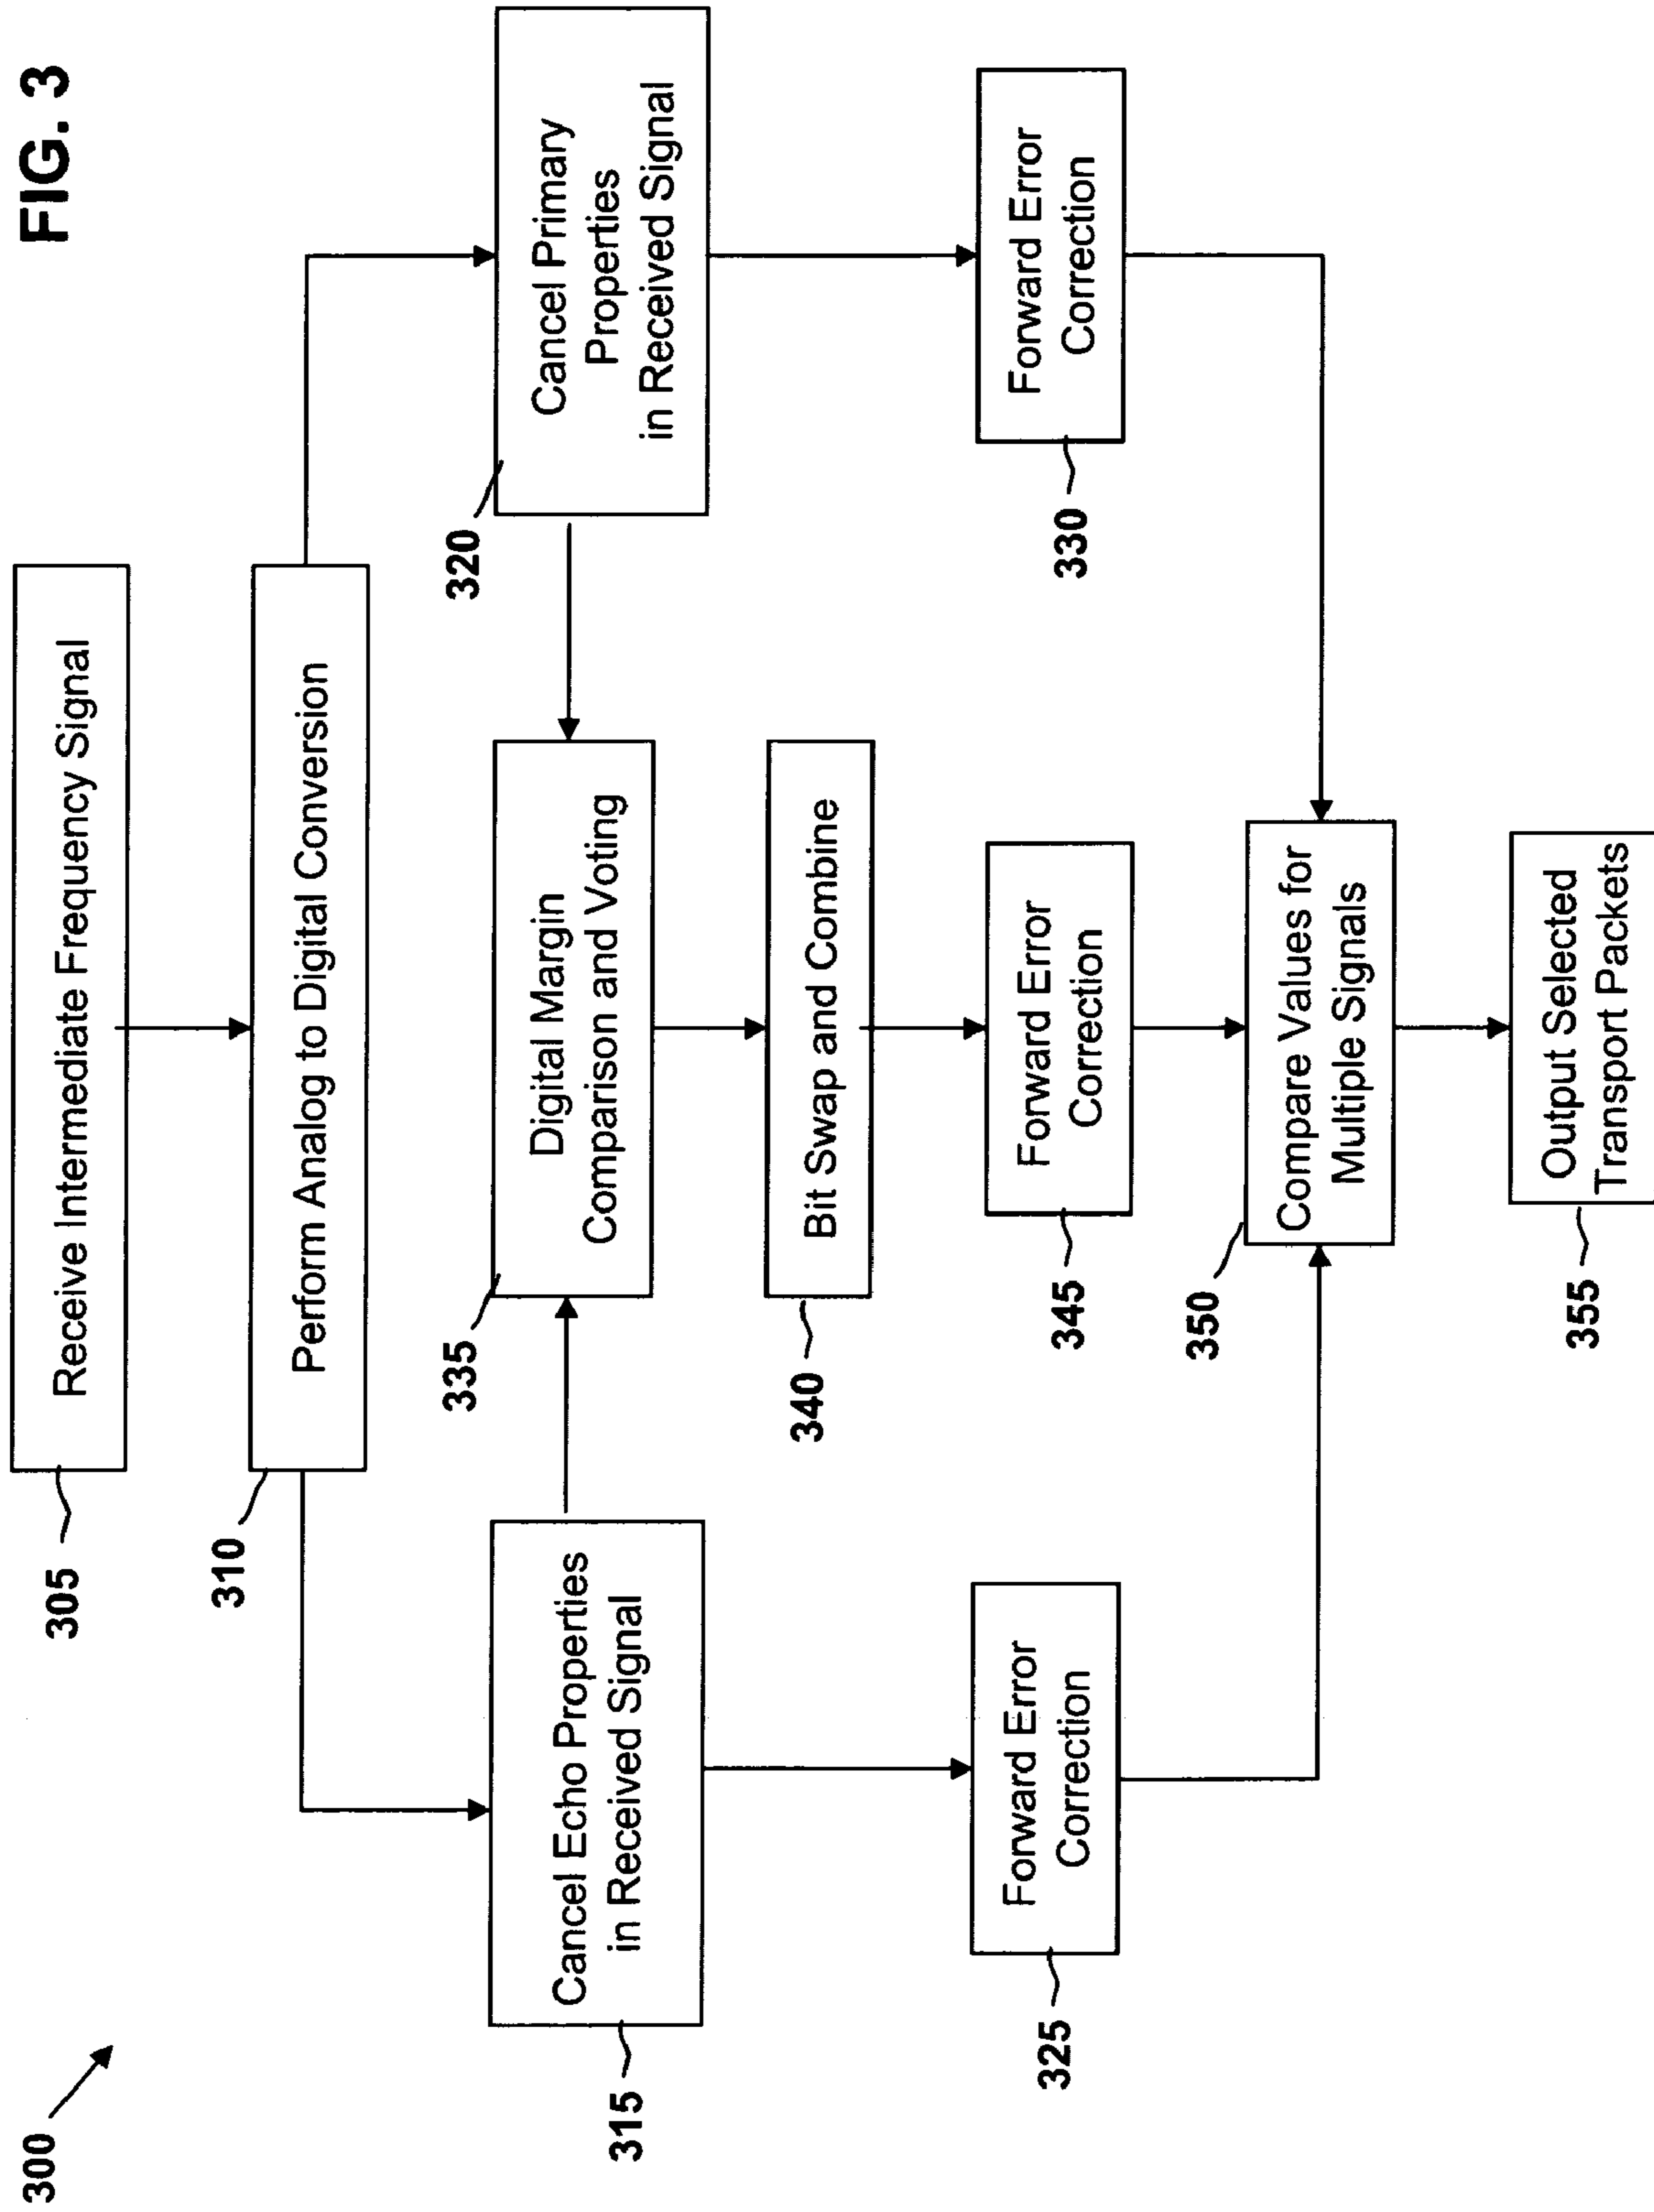 FIG. 3
300
305
Receive Intermediate Frequency Signal
310
Perform Analog to Digital Conversion
315
Cancel Echo Properties
in Received Signal
335
Digital Margin
Comparison and Voting
320
Cancel Primary
Properties
in Received Signal
340
Bit Swap and Combine
325
Forward Error
Correction
345
Forward Error
Correction
330
Forward Error
Correction
350
Compare Values for
Multiple Signals
355
Output Selected
Transport Packets